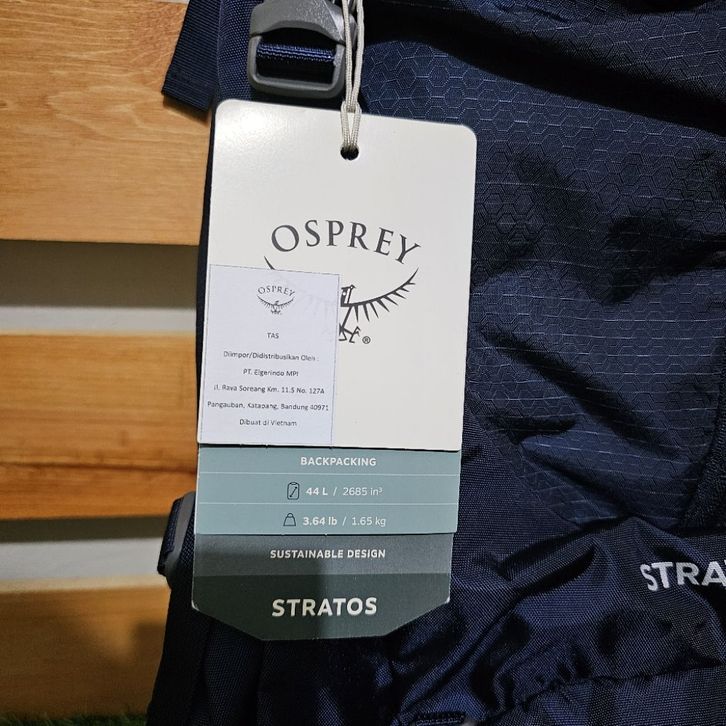 OSPREY
®
OSPREY
TAS
Diimpor/Didistribusikan Oleh :
PT. Eigerindo MPI
Jl. Raya Soreang Km. 11.5 No. 127A
Pangauban, Katapang, Bandung 40971
Dibuat di Vietnam
BACKPACKING
44 L / 2685 in³
3.64 lb / 1.65 kg
SUSTAINABLE DESIGN
STRATOS
STRA